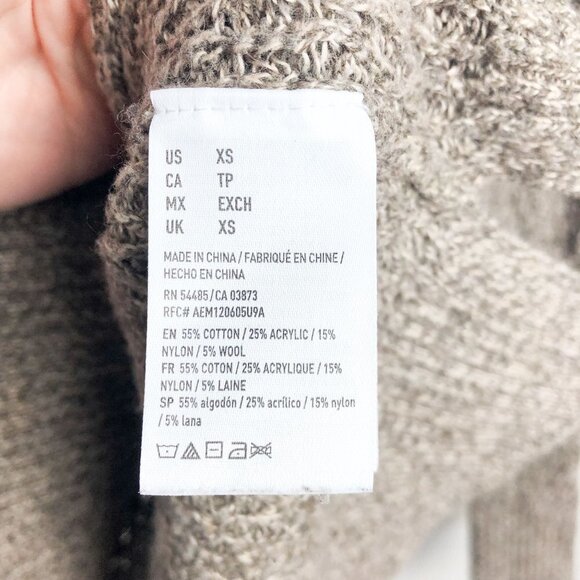 US XS
CA TP
MX EXCH
UK XS
MADE IN CHINA / FABRIQUÉ EN CHINE /
HECHO EN CHINA
RN 54485/CA 03873
RFC# AEM120605U9A
EN 55% COTTON / 25% ACRYLIC / 15%
NYLON / 5% WOOL
FR 55% COTON / 25% ACRYLIQUE / 15%
NYLON / 5% LAINE
SP 55% algodón / 25% acrílico / 15% nylon
/ 5% lana